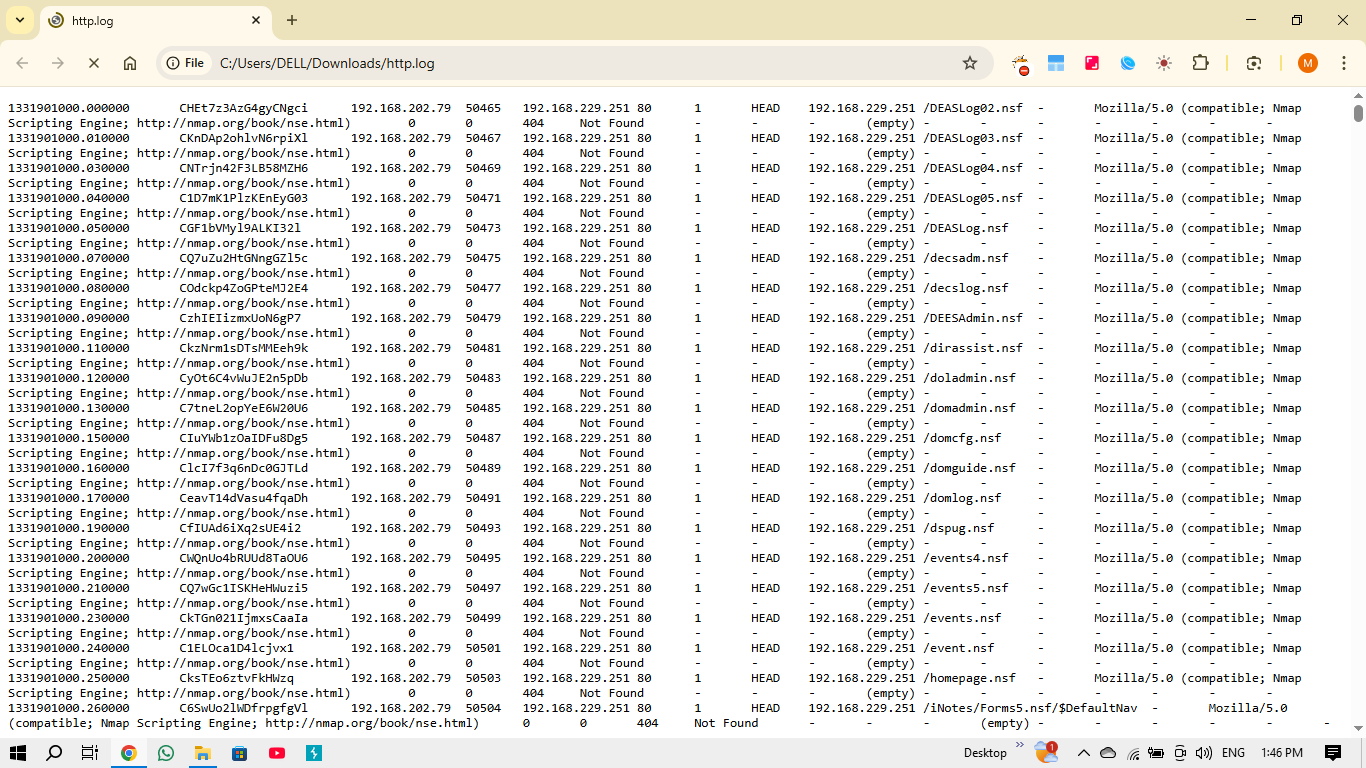 http.log
File C:/Users/DELL/Downloads/http.log
M
1331901000.000000 CHEt7z3AzG4gyCNgci 192.168.202.79 50465 192.168.229.251 80 1 HEAD 192.168.229.251 /DEASLog02.nsf - Mozilla/5.0 (compatible; Nmap
Scripting Engine; http://nmap.org/book/nse.html) 0 0 404 Not Found - - - (empty) - - - - - - -
1331901000.010000 CKnDAp2ohlvN6rpiXl 192.168.202.79 50467 192.168.229.251 80 1 HEAD 192.168.229.251 /DEASLog03.nsf - Mozilla/5.0 (compatible; Nmap
Scripting Engine; http://nmap.org/book/nse.html) 0 0 404 Not Found - - - (empty) - - - - - - -
1331901000.030000 CNTrjn42F3LB58MZH6 192.168.202.79 50469 192.168.229.251 80 1 HEAD 192.168.229.251 /DEASLog04.nsf - Mozilla/5.0 (compatible; Nmap
Scripting Engine; http://nmap.org/book/nse.html) 0 0 404 Not Found - - - (empty) - - - - - - -
1331901000.040000 C1D7mK1PlzKEnEyG03 192.168.202.79 50471 192.168.229.251 80 1 HEAD 192.168.229.251 /DEASLog05.nsf - Mozilla/5.0 (compatible; Nmap
Scripting Engine; http://nmap.org/book/nse.html) 0 0 404 Not Found - - - (empty) - - - - - - -
1331901000.050000 CGF1bVMyl9ALKI32l 192.168.202.79 50473 192.168.229.251 80 1 HEAD 192.168.229.251 /DEASLog.nsf - Mozilla/5.0 (compatible; Nmap
Scripting Engine; http://nmap.org/book/nse.html) 0 0 404 Not Found - - - (empty) - - - - - - -
1331901000.070000 CQ7uZu2HtGNngGZl5c 192.168.202.79 50475 192.168.229.251 80 1 HEAD 192.168.229.251 /decsadm.nsf - Mozilla/5.0 (compatible; Nmap
Scripting Engine; http://nmap.org/book/nse.html) 0 0 404 Not Found - - - (empty) - - - - - - -
1331901000.080000 COdckp4ZoGPteMJ2E4 192.168.202.79 50477 192.168.229.251 80 1 HEAD 192.168.229.251 /decslog.nsf - Mozilla/5.0 (compatible; Nmap
Scripting Engine; http://nmap.org/book/nse.html) 0 0 404 Not Found - - - (empty) - - - - - - -
1331901000.090000 CzhIEIizmxUoN6gP7 192.168.202.79 50479 192.168.229.251 80 1 HEAD 192.168.229.251 /DEESAdmin.nsf - Mozilla/5.0 (compatible; Nmap
Scripting Engine; http://nmap.org/book/nse.html) 0 0 404 Not Found - - - (empty) - - - - - - -
1331901000.110000 CkzNrm1sDTsMMEeh9k 192.168.202.79 50481 192.168.229.251 80 1 HEAD 192.168.229.251 /dirassist.nsf - Mozilla/5.0 (compatible; Nmap
Scripting Engine; http://nmap.org/book/nse.html) 0 0 404 Not Found - - - (empty) - - - - - - -
1331901000.120000 CyOt6C4vWuJE2n5pDb 192.168.202.79 50483 192.168.229.251 80 1 HEAD 192.168.229.251 /doladmin.nsf - Mozilla/5.0 (compatible; Nmap
Scripting Engine; http://nmap.org/book/nse.html) 0 0 404 Not Found - - - (empty) - - - - - - -
1331901000.130000 C7tneL2opYeE6W20U6 192.168.202.79 50485 192.168.229.251 80 1 HEAD 192.168.229.251 /domadmin.nsf - Mozilla/5.0 (compatible; Nmap
Scripting Engine; http://nmap.org/book/nse.html) 0 0 404 Not Found - - - (empty) - - - - - - -
1331901000.150000 CIuYWb1zOaIDFu8Dg5 192.168.202.79 50487 192.168.229.251 80 1 HEAD 192.168.229.251 /domcfg.nsf - Mozilla/5.0 (compatible; Nmap
Scripting Engine; http://nmap.org/book/nse.html) 0 0 404 Not Found - - - (empty) - - - - - - -
1331901000.160000 ClcI7f3q6nDc0GJTLd 192.168.202.79 50489 192.168.229.251 80 1 HEAD 192.168.229.251 /domguide.nsf - Mozilla/5.0 (compatible; Nmap
Scripting Engine; http://nmap.org/book/nse.html) 0 0 404 Not Found - - - (empty) - - - - - - -
1331901000.170000 CeavT14dVasu4fqaDh 192.168.202.79 50491 192.168.229.251 80 1 HEAD 192.168.229.251 /domlog.nsf - Mozilla/5.0 (compatible; Nmap
Scripting Engine; http://nmap.org/book/nse.html) 0 0 404 Not Found - - - (empty) - - - - - - -
1331901000.190000 CfIUAd6iXq2sUE4i2 192.168.202.79 50493 192.168.229.251 80 1 HEAD 192.168.229.251 /dspug.nsf - Mozilla/5.0 (compatible; Nmap
Scripting Engine; http://nmap.org/book/nse.html) 0 0 404 Not Found - - - (empty) - - - - - - -
1331901000.200000 CWQnUo4bRUUd8TaOU6 192.168.202.79 50495 192.168.229.251 80 1 HEAD 192.168.229.251 /events4.nsf - Mozilla/5.0 (compatible; Nmap
Scripting Engine; http://nmap.org/book/nse.html) 0 0 404 Not Found - - - (empty) - - - - - - -
1331901000.210000 CQ7wGc1ISKHeHWuzi5 192.168.202.79 50497 192.168.229.251 80 1 HEAD 192.168.229.251 /events5.nsf - Mozilla/5.0 (compatible; Nmap
Scripting Engine; http://nmap.org/book/nse.html) 0 0 404 Not Found - - - (empty) - - - - - - -
1331901000.230000 CkTGn021IjmxsCaaIa 192.168.202.79 50499 192.168.229.251 80 1 HEAD 192.168.229.251 /events.nsf - Mozilla/5.0 (compatible; Nmap
Scripting Engine; http://nmap.org/book/nse.html) 0 0 404 Not Found - - - (empty) - - - - - - -
1331901000.240000 C1ELOca1D4lcjvx1 192.168.202.79 50501 192.168.229.251 80 1 HEAD 192.168.229.251 /event.nsf - Mozilla/5.0 (compatible; Nmap
Scripting Engine; http://nmap.org/book/nse.html) 0 0 404 Not Found - - - (empty) - - - - - - -
1331901000.250000 CksTEo6ztvFkHWzq 192.168.202.79 50503 192.168.229.251 80 1 HEAD 192.168.229.251 /homepage.nsf - Mozilla/5.0 (compatible; Nmap
Scripting Engine; http://nmap.org/book/nse.html) 0 0 404 Not Found - - - (empty) - - - - - - -
1331901000.260000 C6SwUo2lWDfrpgfgVl 192.168.202.79 50504 192.168.229.251 80 1 HEAD 192.168.229.251 /iNotes/Forms5.nsf/$DefaultNav - Mozilla/5.0
(compatible; Nmap Scripting Engine; http://nmap.org/book/nse.html) 0 0 404 Not Found - - - (empty) - - - - - -
Desktop » 1 ENG 1:46 PM